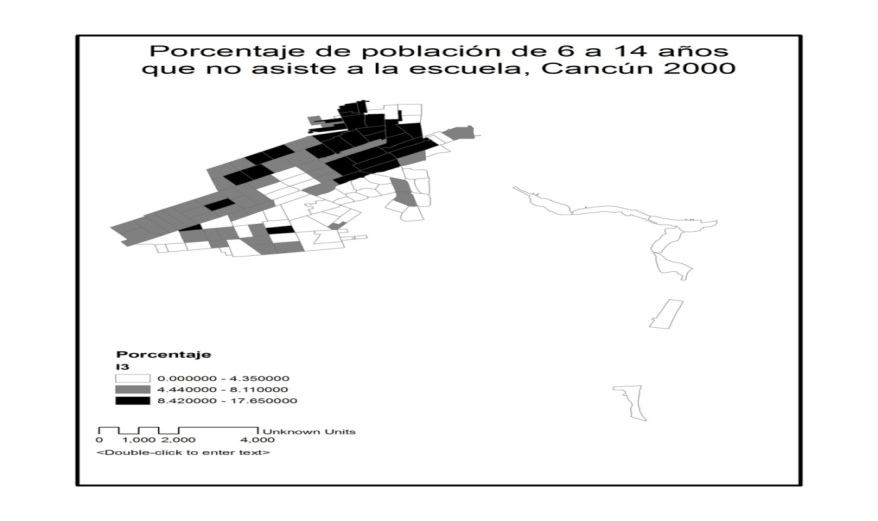 Porcentaje de población de 6 a 14 años
que no asiste a la escuela, Cancún 2000
Porcentaje
I3
0.000000 - 4.350000
4.440000 - 8.110000
8.420000 - 17.650000
Unknown Units
0 1,000 2,000 4,000
<Double-click to enter text>